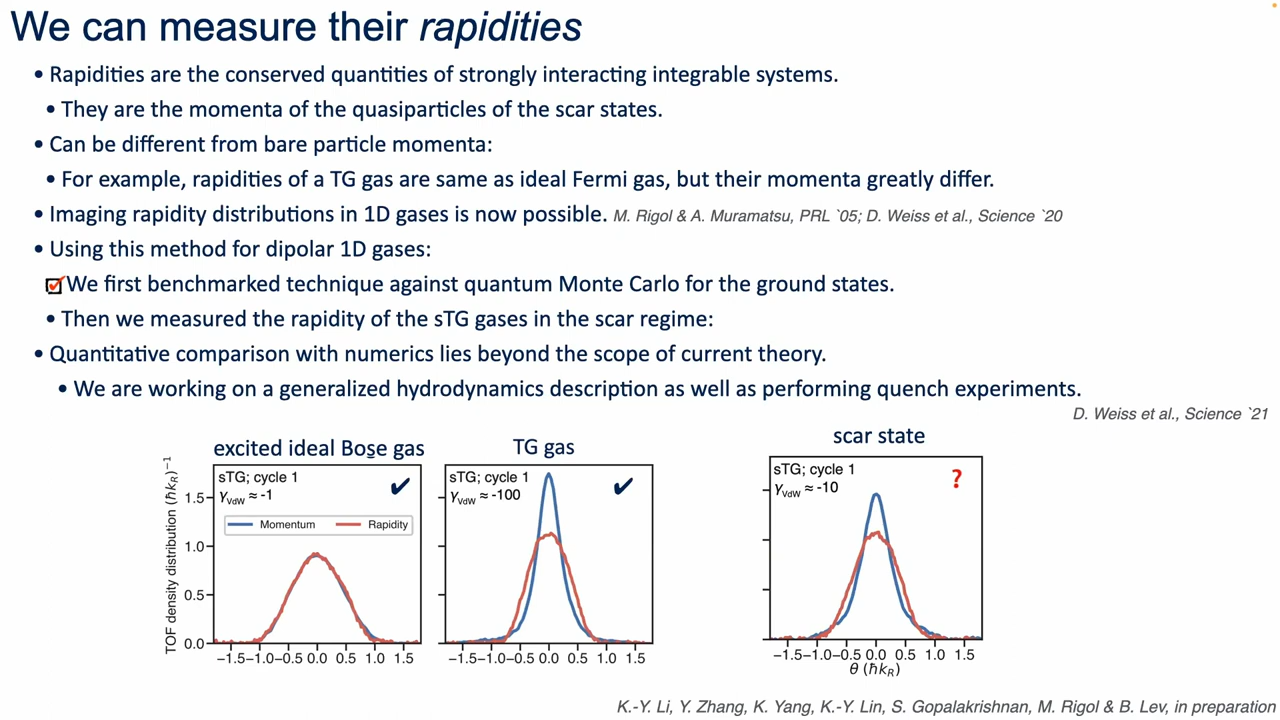 We can measure their rapidities
• Rapidities are the conserved quantities of strongly interacting integrable systems.
• They are the momenta of the quasiparticles of the scar states.
• Can be different from bare particle momenta:
• For example, rapidities of a TG gas are same as ideal Fermi gas, but their momenta greatly differ.
• Imaging rapidity distributions in 1D gases is now possible. M. Rigol & A. Muramatsu, PRL `05; D. Weiss et al., Science `20
• Using this method for dipolar 1D gases:
We first benchmarked technique against quantum Monte Carlo for the ground states.
• Then we measured the rapidity of the sTG gases in the scar regime:
• Quantitative comparison with numerics lies beyond the scope of current theory.
• We are working on a generalized hydrodynamics description as well as performing quench experiments.
D. Weiss et al., Science `21
excited ideal Bose gas
TOF density distribution (ħk_R)⁻¹
sTG; cycle 1
γ_VdW ≈ -1
✔
Momentum Rapidity
1.5
1.0
0.5
0.0
−1.5 −1.0 −0.5 0.0 0.5 1.0 1.5
TG gas
sTG; cycle 1
γ_VdW ≈ -100
✔
−1.5 −1.0 −0.5 0.0 0.5 1.0 1.5
scar state
sTG; cycle 1
γ_VdW ≈ -10
?
−1.5 −1.0 −0.5 0.0 0.5 1.0 1.5
θ (ħk_R)
K.-Y. Li, Y. Zhang, K. Yang, K.-Y. Lin, S. Gopalakrishnan, M. Rigol & B. Lev, in preparation